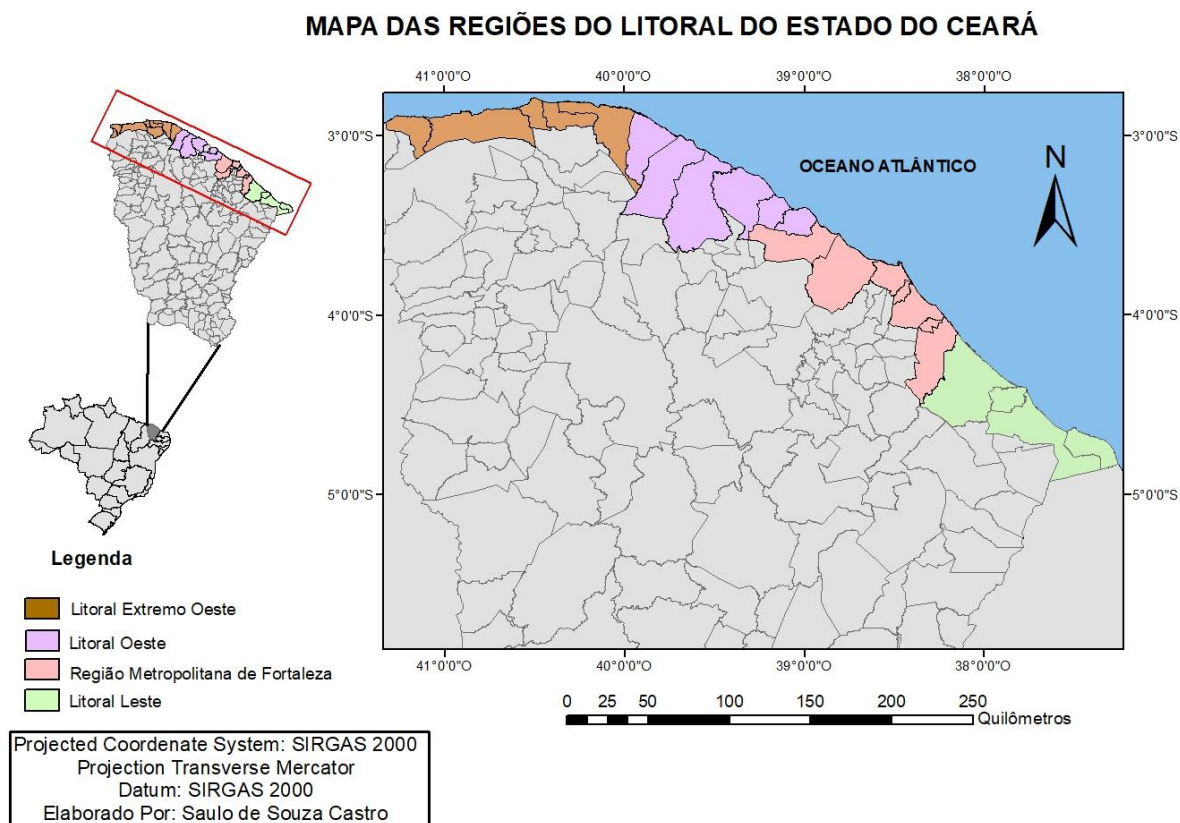 MAPA DAS REGIÕES DO LITORAL DO ESTADO DO CEARÁ
41°0'0"O 40°0'0"O 39°0'0"O 38°0'0"O
3°0'0"S 3°0'0"S
OCEANO ATLÂNTICO
N
4°0'0"S 4°0'0"S
5°0'0"S 5°0'0"S
41°0'0"O 40°0'0"O 39°0'0"O 38°0'0"O
Legenda
Litoral Extremo Oeste
Litoral Oeste
Região Metropolitana de Fortaleza
Litoral Leste
0 25 50 100 150 200 250
Quilômetros
Projected Coordenate System: SIRGAS 2000
Projection Transverse Mercator
Datum: SIRGAS 2000
Elaborado Por: Saulo de Souza Castro